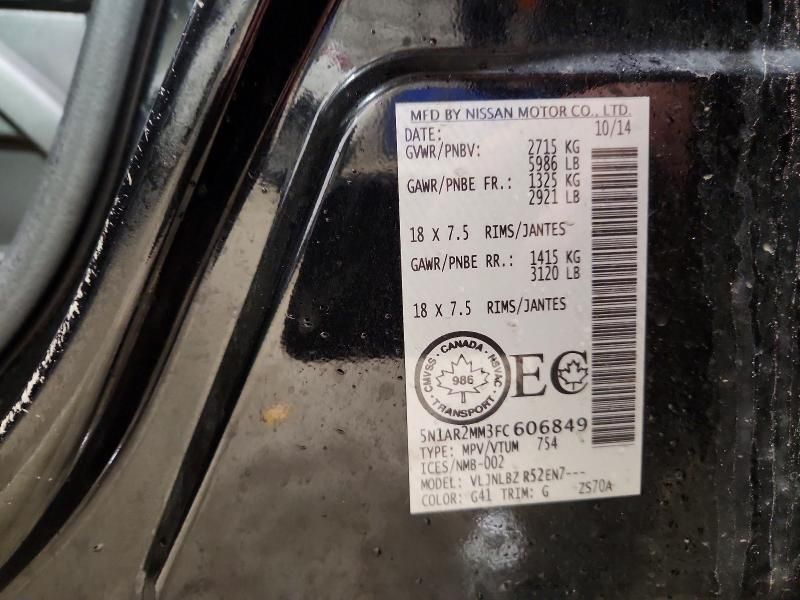 MFD BY NISSAN MOTOR CO., LTD.
DATE: 10/14
GVWR/PNBV: 2715 KG
5986 LB
GAWR/PNBE FR.: 1325 KG
2921 LB
18 X 7.5 RIMS/JANTES
GAWR/PNBE RR.: 1415 KG
3120 LB
18 X 7.5 RIMS/JANTES
CMVSS · CANADA · NSVAC
986
· TRANSPORT ·
EC
5N1AR2MM3FC606849
TYPE: MPV/VTUM 754
ICES/NMB-002
MODEL: VLJNLBZ R52EN7---
COLOR: G41 TRIM: G ZS70A